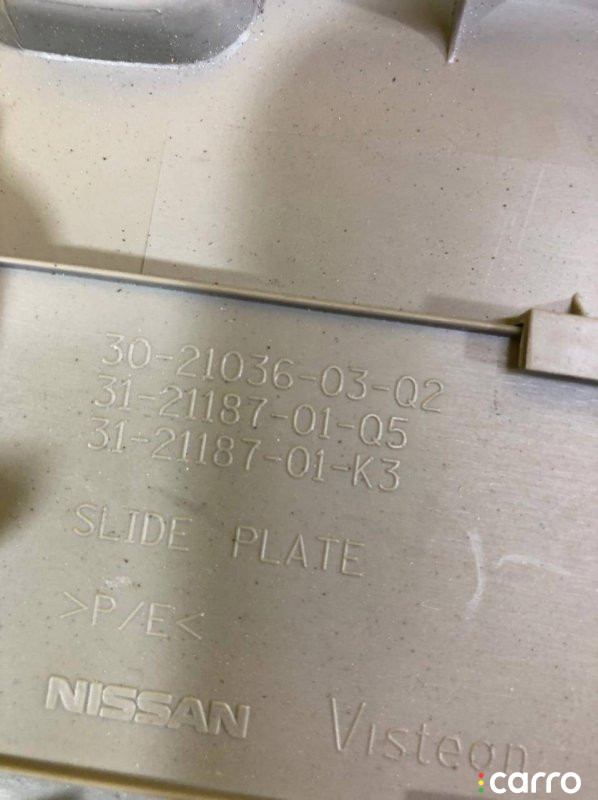 30-21036-03-Q2
31-21187-01-Q5
31-21187-01-K3
SLIDE PLATE
>P/E<
NISSAN Visteon
carro